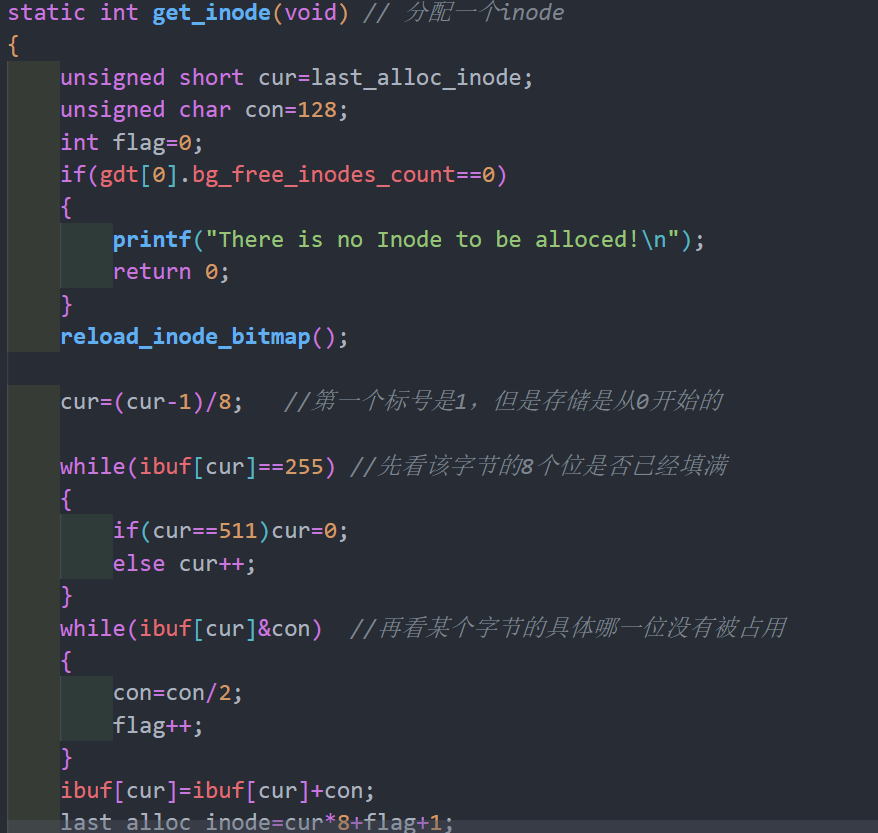 static int get_inode(void) // 分配一个inode
{
unsigned short cur=last_alloc_inode;
unsigned char con=128;
int flag=0;
if(gdt[0].bg_free_inodes_count==0)
{
printf("There is no Inode to be alloced!\n");
return 0;
}
reload_inode_bitmap();
cur=(cur-1)/8;   //第一个标号是1，但是存储是从0开始的
while(ibuf[cur]==255) //先看该字节的8个位是否已经填满
{
if(cur==511)cur=0;
else cur++;
}
while(ibuf[cur]&con)  //再看某个字节的具体哪一位没有被占用
{
con=con/2;
flag++;
}
ibuf[cur]=ibuf[cur]+con;
last_alloc_inode=cur*8+flag+1;